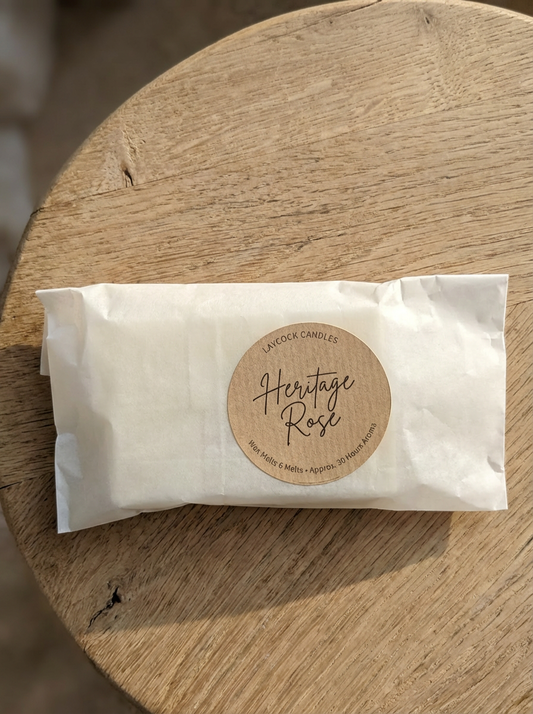 LAYCOCK CANDLES
Heritage
Rose
Wax Melts 6 Melts • Approx. 30 Hours Aroma